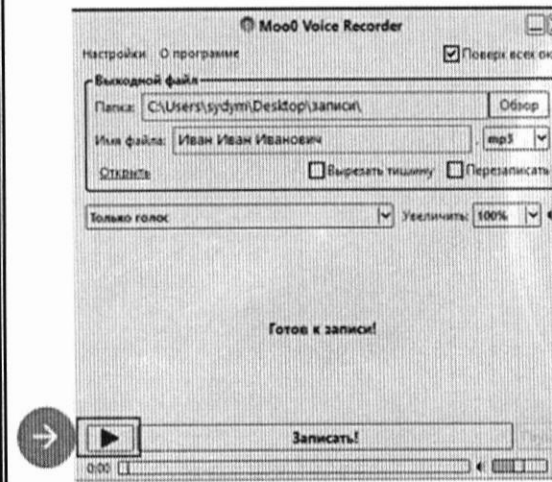 Moo0 Voice Recorder
Настройки О программе Поверх всех ок
Выходной файл
Папка: C:\Users\sydym\Desktop\записи\ Обзор
Имя файла: Иван Иван Иванович . mp3
Открыть Вырезать тишину Перезаписать
Только голос Увеличить: 100%
Готов к записи!
Записать!
0:00